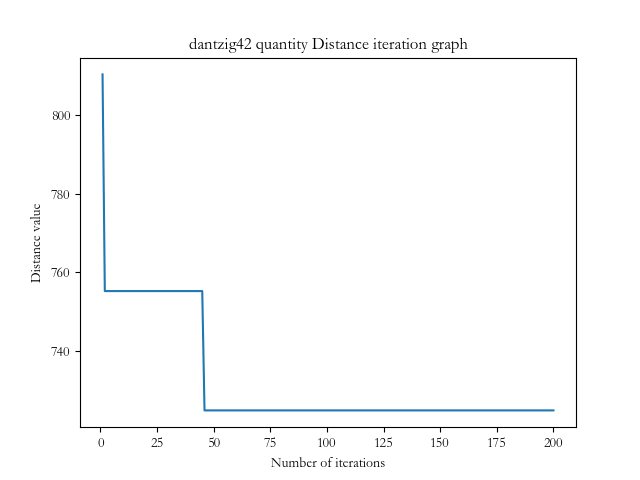 dantzig42 quantity Distance iteration graph
800
780
760
740
Distance value
0 25 50 75 100 125 150 175 200
Number of iterations